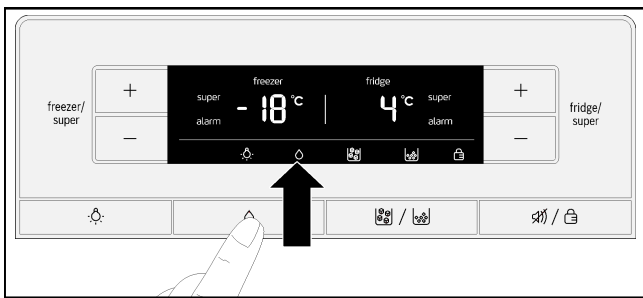 freezer/
super
+
−
freezer
super
-18 °C
alarm
fridge
4 °C
super
alarm
+
−
fridge/
super
/
/